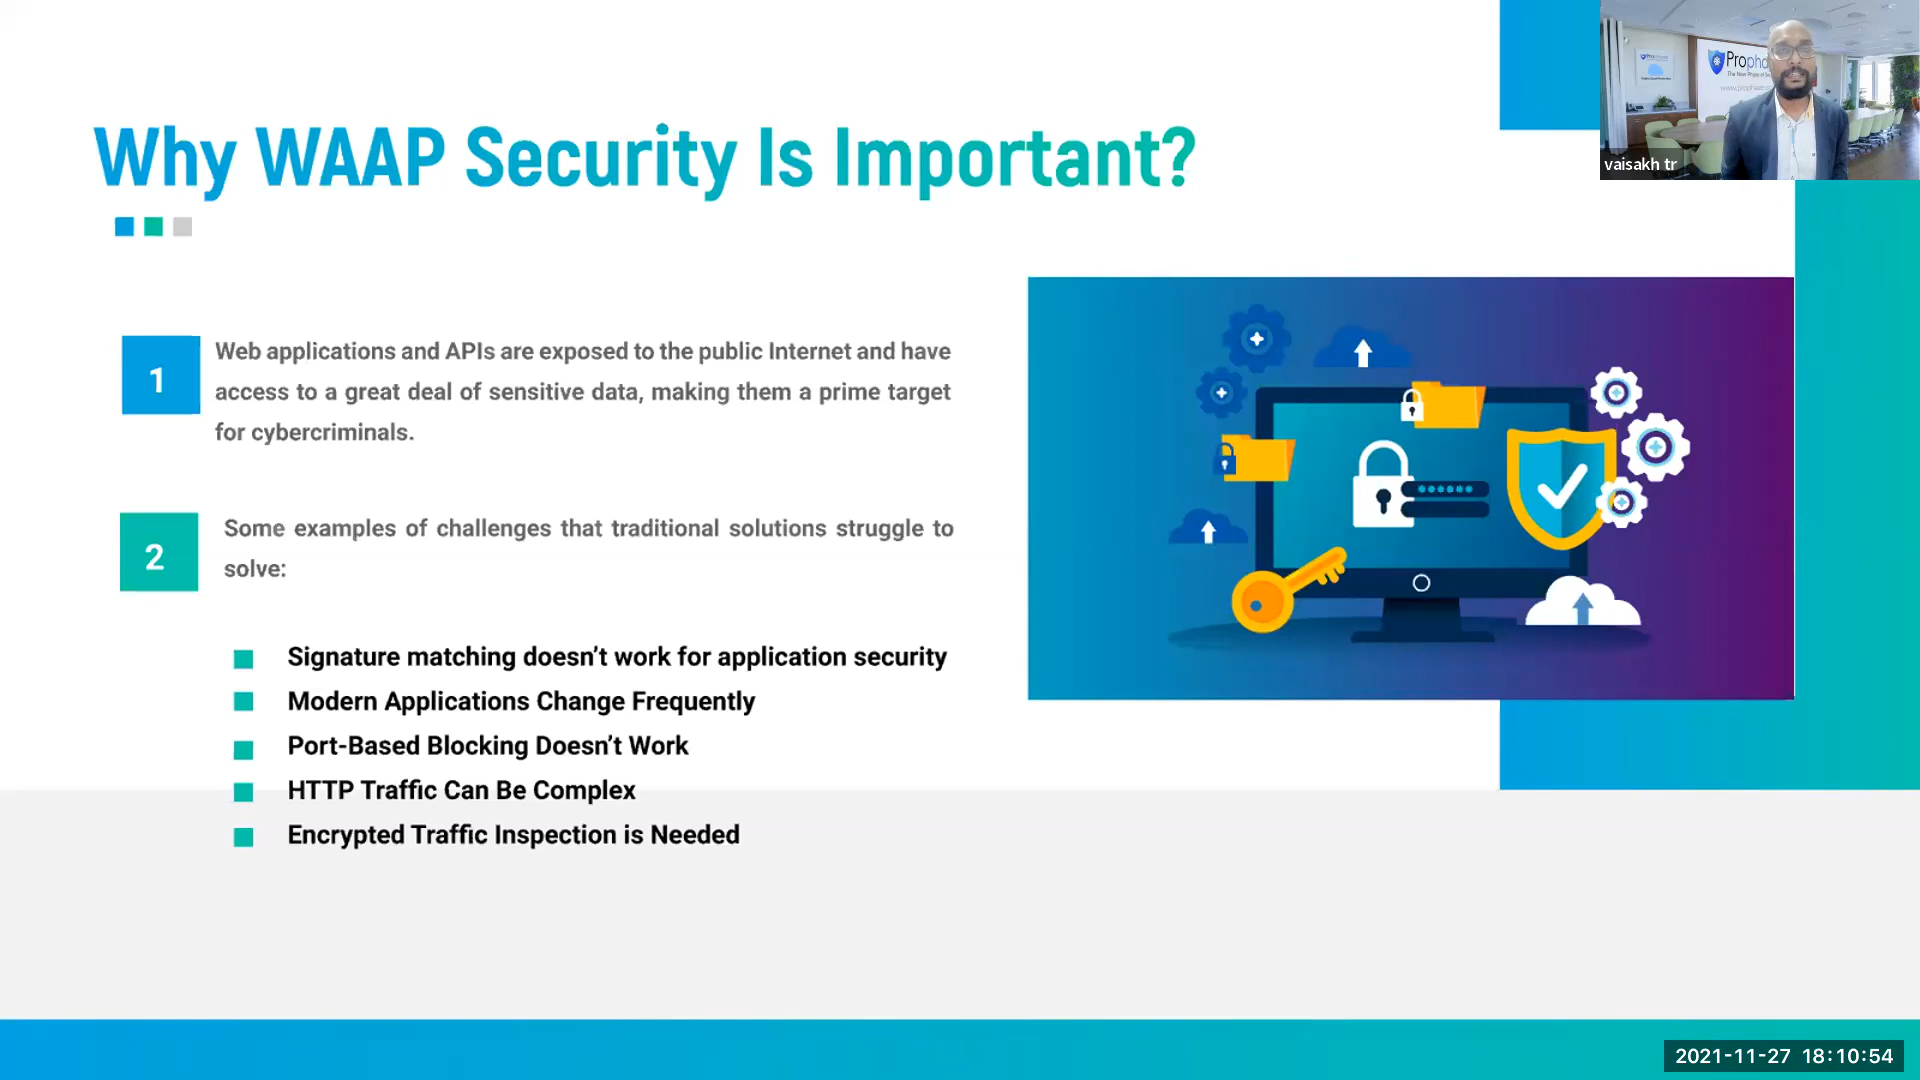 Why WAAP Security Is Important?
1
Web applications and APIs are exposed to the public Internet and have
access to a great deal of sensitive data, making them a prime target
for cybercriminals.
2
Some examples of challenges that traditional solutions struggle to
solve:
Signature matching doesn’t work for application security
Modern Applications Change Frequently
Port-Based Blocking Doesn’t Work
HTTP Traffic Can Be Complex
Encrypted Traffic Inspection is Needed
vaisakh tr
2021-11-27 18:10:54